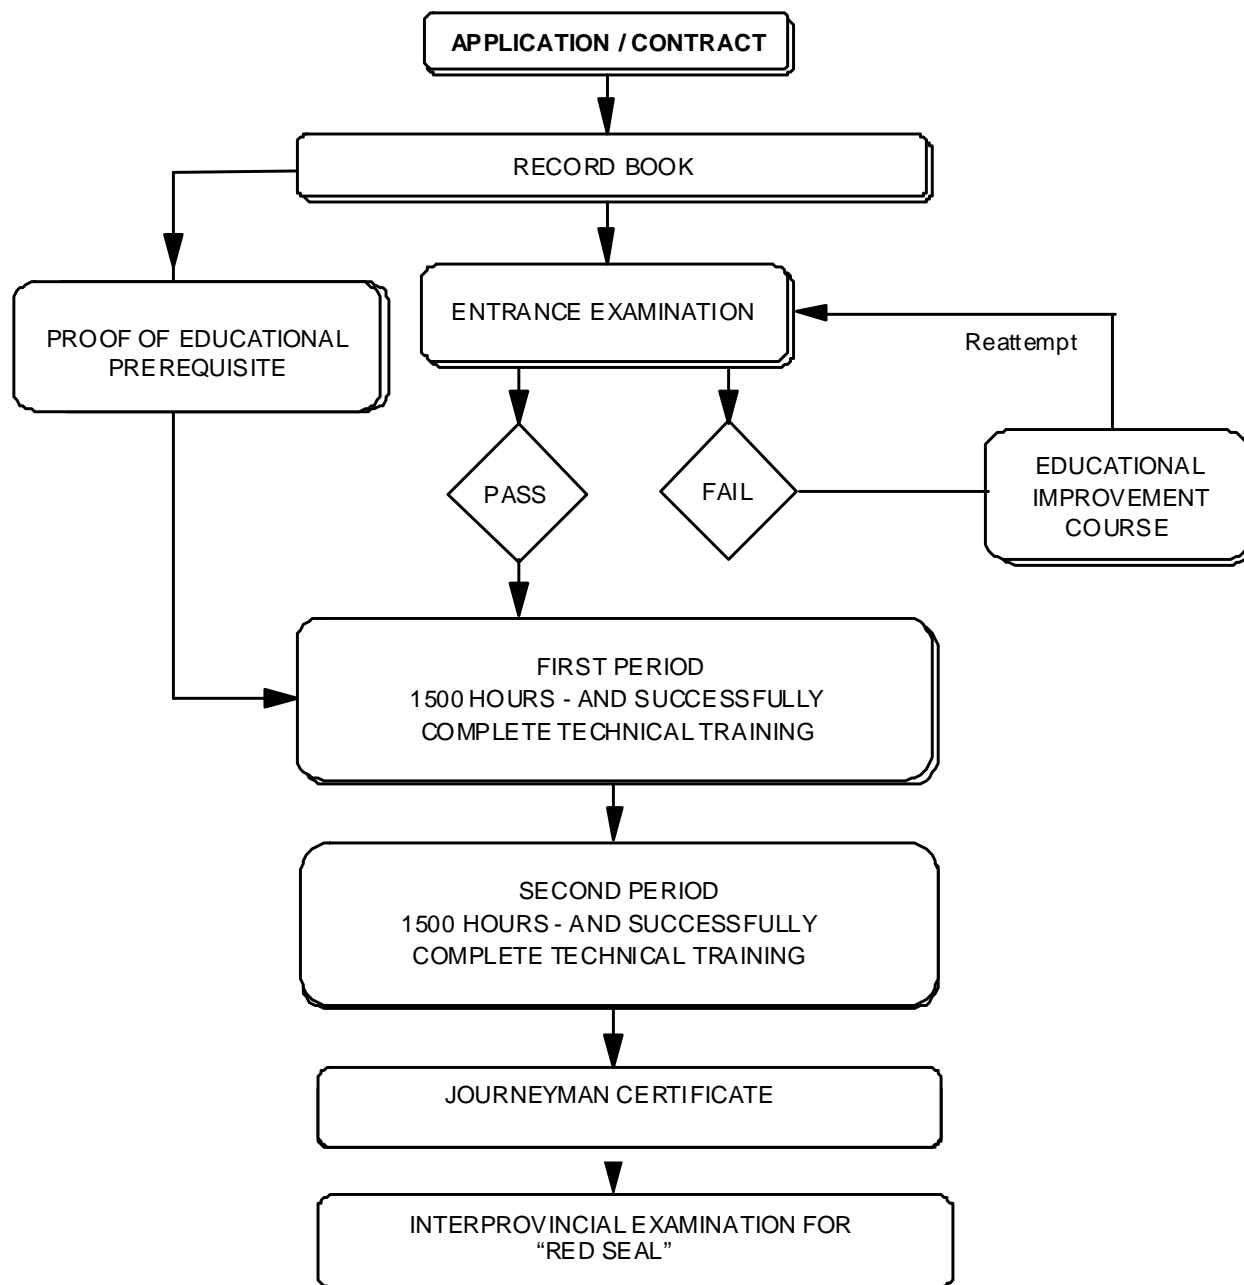 APPLICATION / CONTRACT
RECORD BOOK
ENTRANCE EXAMINATION
Reattempt
PROOF OF EDUCATIONAL
PREREQUISITE
PASS
FAIL
EDUCATIONAL
IMPROVEMENT
COURSE
FIRST PERIOD
1500 HOURS - AND SUCCESSFULLY
COMPLETE TECHNICAL TRAINING
SECOND PERIOD
1500 HOURS - AND SUCCESSFULLY
COMPLETE TECHNICAL TRAINING
JOURNEYMAN CERTIFICATE
INTERPROVINCIAL EXAMINATION FOR
“RED SEAL”